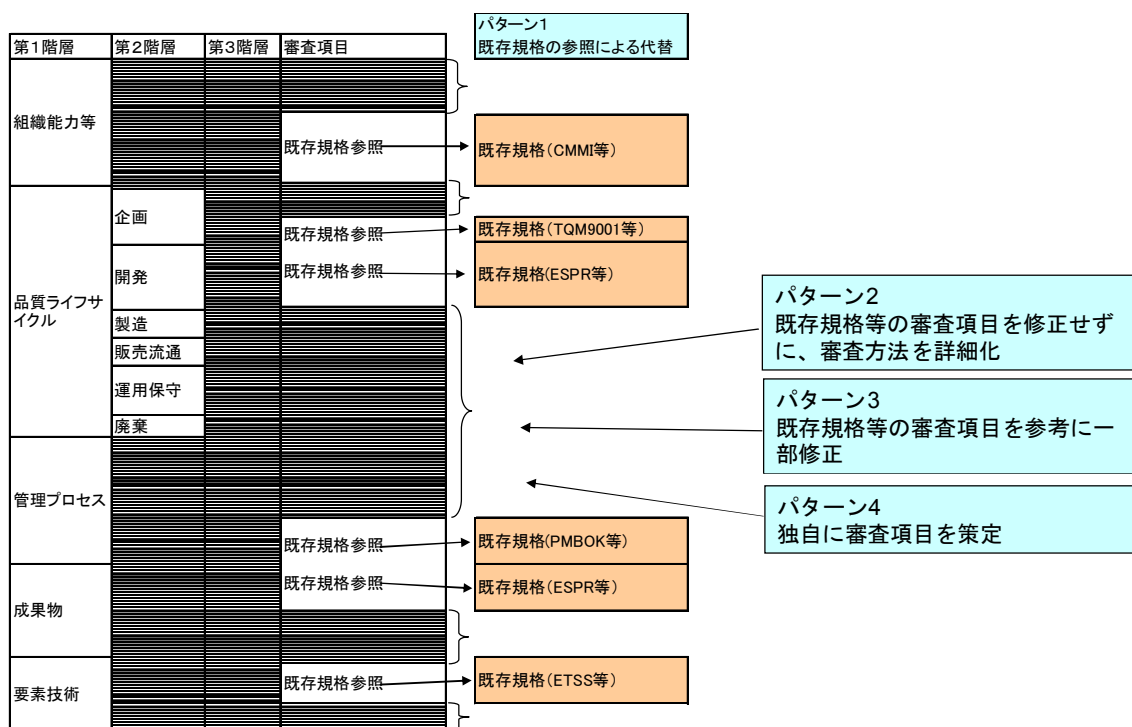 パターン1
既存規格の参照による代替
第1階層 第2階層 第3階層 審査項目
組織能力等
既存規格参照 既存規格(CMMI等)
企画
既存規格参照 既存規格(TQM9001等)
開発
既存規格参照 既存規格(ESPR等)
品質ライフサ
イクル
製造
販売流通
運用保守
廃棄
パターン2
既存規格等の審査項目を修正せず
に、審査方法を詳細化
パターン3
既存規格等の審査項目を参考に一
部修正
パターン4
独自に審査項目を策定
管理プロセス
既存規格参照 既存規格(PMBOK等)
既存規格参照 既存規格(ESPR等)
成果物
要素技術
既存規格参照 既存規格(ETSS等)